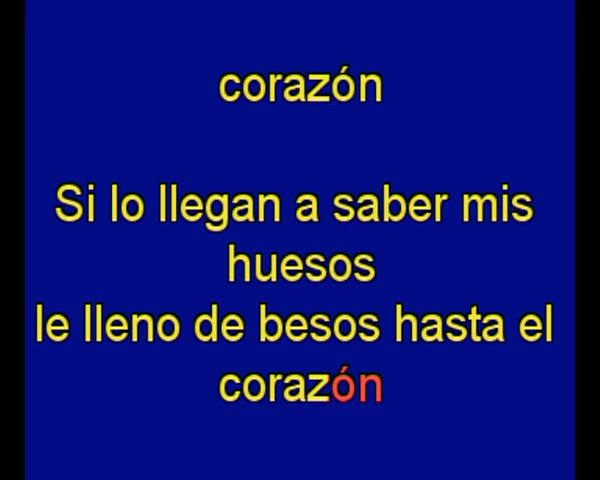 corazón
Si lo llegan a saber mis
huesos
le lleno de besos hasta el
corazón